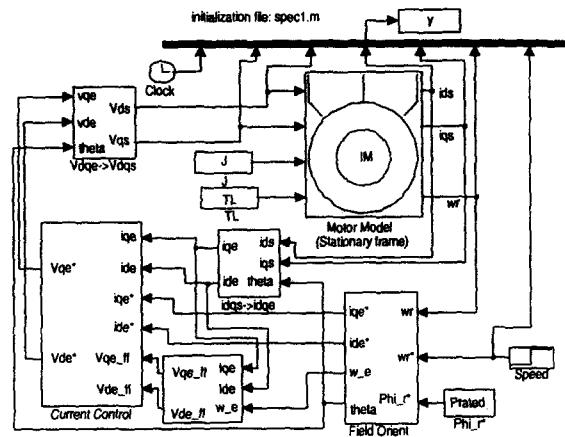 initialization file: spec1.m
y
Clock
vqe
vde
theta
Vds
Vqs
Vdqe->Vdqs
J
J
TL
TL
IM
ids
iqs
wr
Motor Model
(Stationary frame)
iqe
ide
iqe*
ide*
Vqe_ff
Vde_ff
Vqe*
Vde*
Current Control
iqe
ide
ids
iqs
theta
idqs->idqe
Vqe_ff
Vde_ff
iqe
ide
w_e
iqe*
ide*
w_e
theta
wr
wr*
Phi_r*
Field Orient
Speed
Prated
Phi_r*